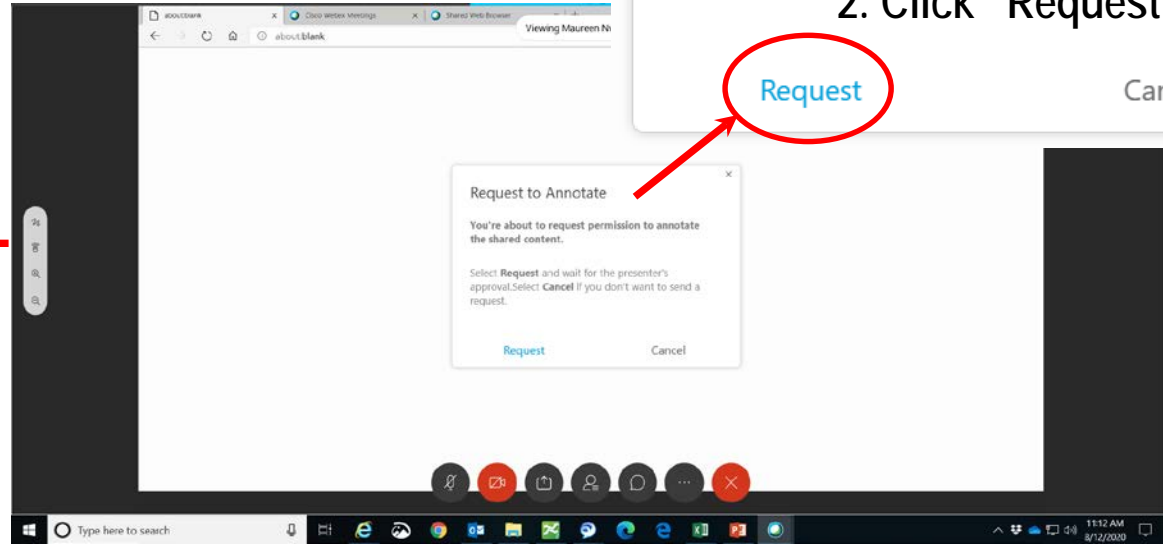 2. Click "Request
Request
about:blank
Cisco Webex Meetings
Shared Web Browser
about:blank
Viewing Maureen
Request to Annotate
You're about to request permission to annotate
the shared content.
Select Request and wait for the presenter's
approval.Select Cancel if you don't want to send a
request.
Request Cancel
Type here to search
11:12 AM
8/12/2020